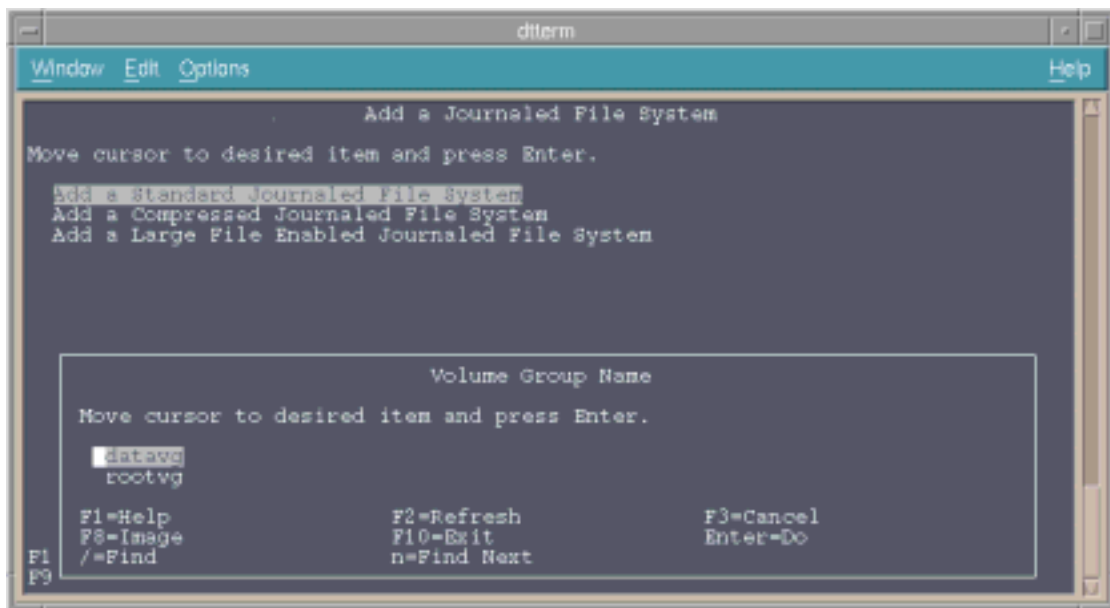 dtterm
Window Edit Options Help
Add a Journaled File System
Move cursor to desired item and press Enter.
Add a Standard Journaled File System
Add a Compressed Journaled File System
Add a Large File Enabled Journaled File System
Volume Group Name
Move cursor to desired item and press Enter.
datavg
rootvg
F1=Help F2=Refresh F3=Cancel
F8=Image F10=Exit Enter=Do
F1 /=Find n=Find Next
F9